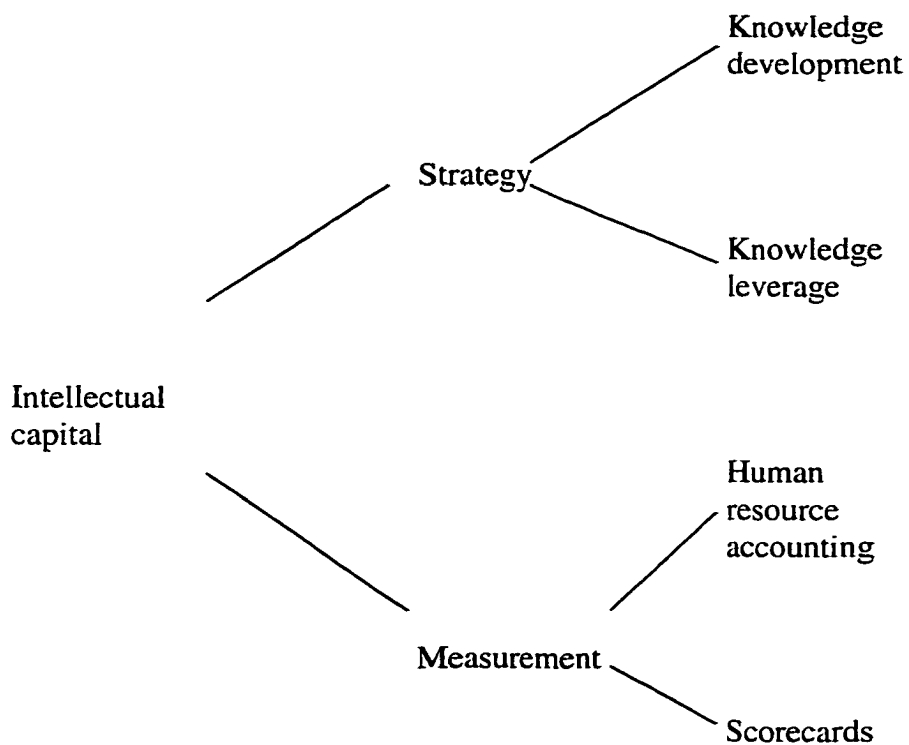 Knowledge
development
Strategy
Knowledge
leverage
Intellectual
capital
Human
resource
accounting
Measurement
Scorecards